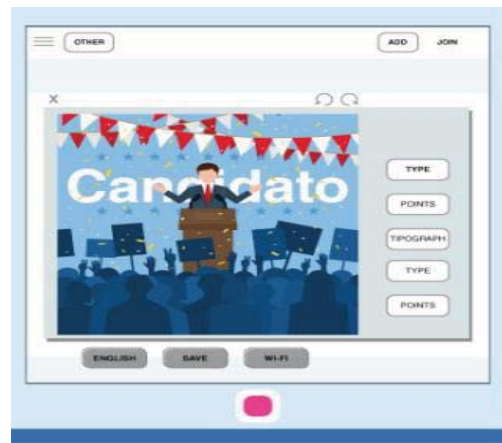 OTHER
ADD
JOIN
X
Candidato
TYPE
POINTS
TIPOGRAPH
TYPE
POINTS
ENGLISH
SAVE
WI-FI